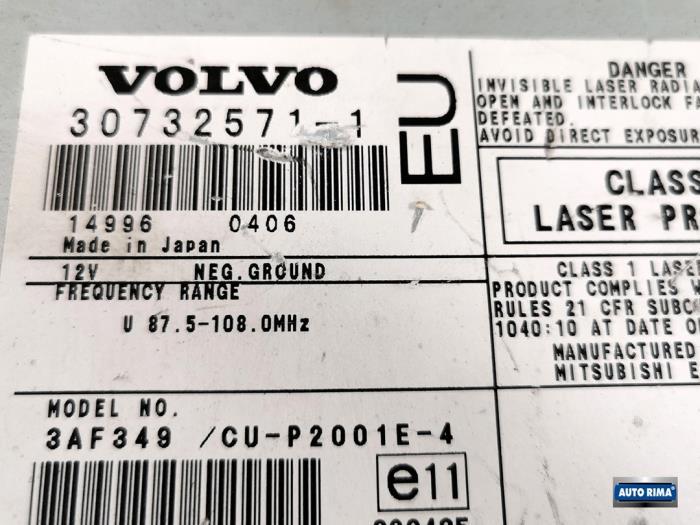 VOLVO
30732571-1
EU
14996 0406
Made in Japan
12V NEG.GROUND
FREQUENCY RANGE
U 87.5-108.0MHz
MODEL NO.
3AF349 /CU-P2001E-4
e11
DANGER
INVISIBLE LASER RADIA
OPEN AND INTERLOCK FA
DEFEATED.
AVOID DIRECT EXPOSUR
CLASS
LASER PR
CLASS 1 LASE
PRODUCT COMPLIES W
RULES 21 CFR SUBC
1040:10 AT DATE O
MANUFACTURED
MITSUBISHI E
AUTO RIMA